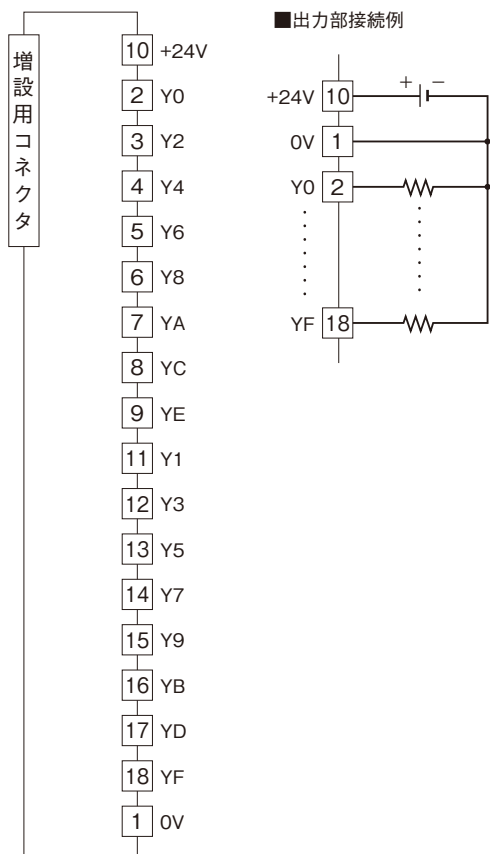 増設用コネクタ
10 +24V
2 Y0
3 Y2
4 Y4
5 Y6
6 Y8
7 YA
8 YC
9 YE
11 Y1
12 Y3
13 Y5
14 Y7
15 Y9
16 YB
17 YD
18 YF
1 0V
■出力部接続例
+ −
+24V 10
0V 1
Y0 2
YF 18